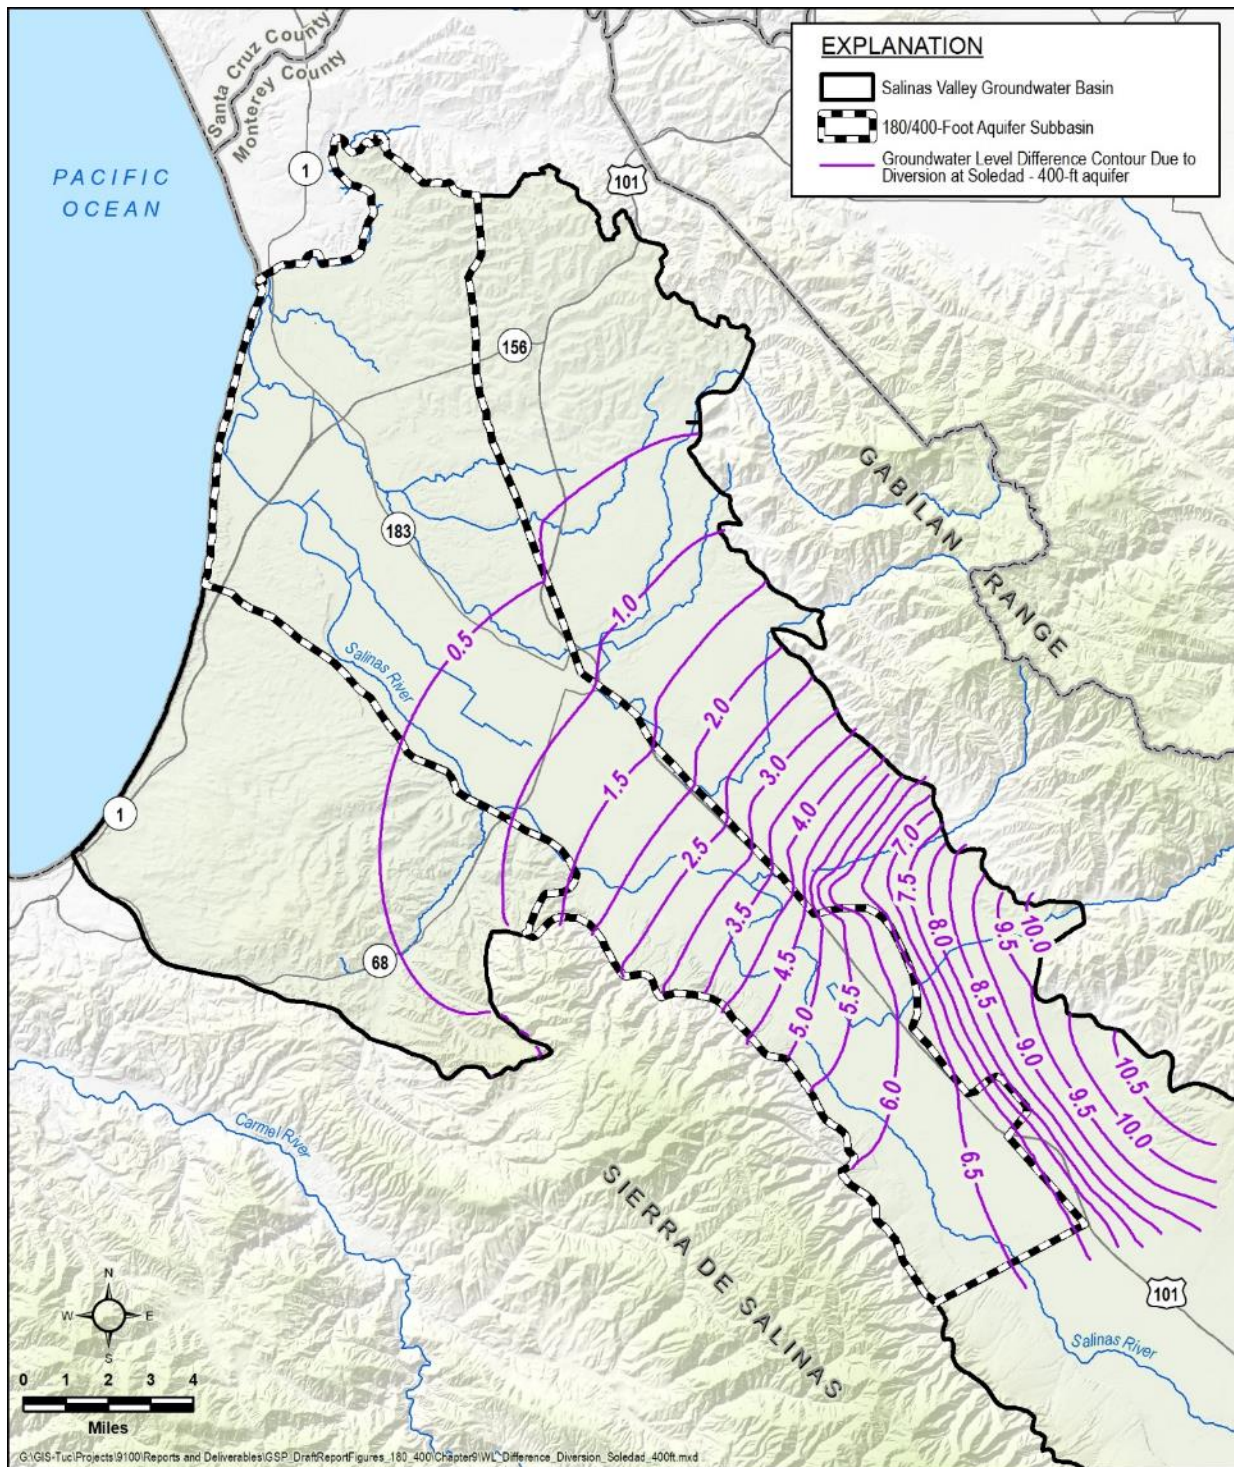 EXPLANATION
Salinas Valley Groundwater Basin
180/400-Foot Aquifer Subbasin
Groundwater Level Difference Contour Due to
Diversion at Soledad - 400-ft aquifer
Santa Cruz County
Monterey County
PACIFIC
OCEAN
1
101
156
183
GABILAN RANGE
Salinas River
0.5
1.0
1.5
2.0
2.5
3.0
3.5
4.0
4.5
5.0
5.5
6.0
6.5
7.0
7.5
8.0
8.5
9.0
9.5
10.0
9.5
10.0
10.5
1
68
Carmel River
SIERRA DE SALINAS
101
Salinas River
N
W E
S
0 1 2 3 4
Miles
G:\GIS-Tuc\Projects\9100\Reports and Deliverables\GSP_DraftReportFigures_180_400\Chapter9\WL_Difference_Diversion_Soledad_400ft.mxd